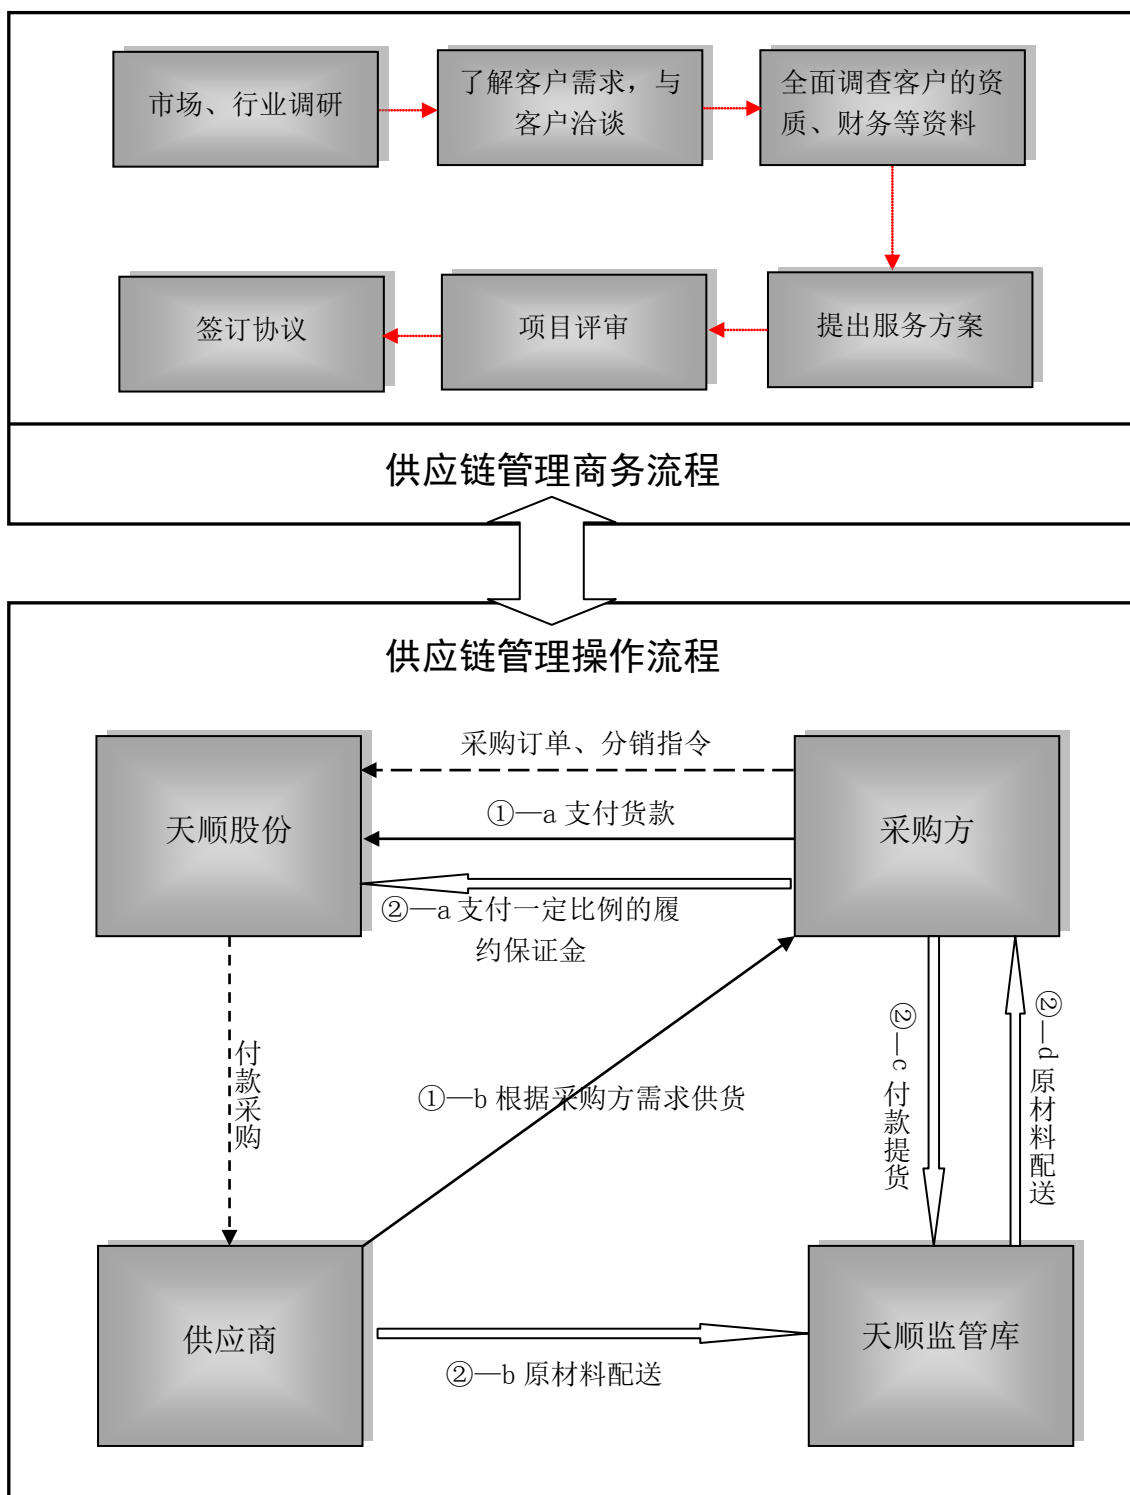 市场、行业调研
了解客户需求，与
客户洽谈
全面调查客户的资
质、财务等资料
签订协议
项目评审
提出服务方案
供应链管理商务流程
供应链管理操作流程
采购订单、分销指令
①—a 支付货款
天顺股份
采购方
②—a 支付一定比例的履
约保证金
付款采购
①—b 根据采购方需求供货
②—c 付款提货
②—d 原材料配送
供应商
天顺监管库
②—b 原材料配送